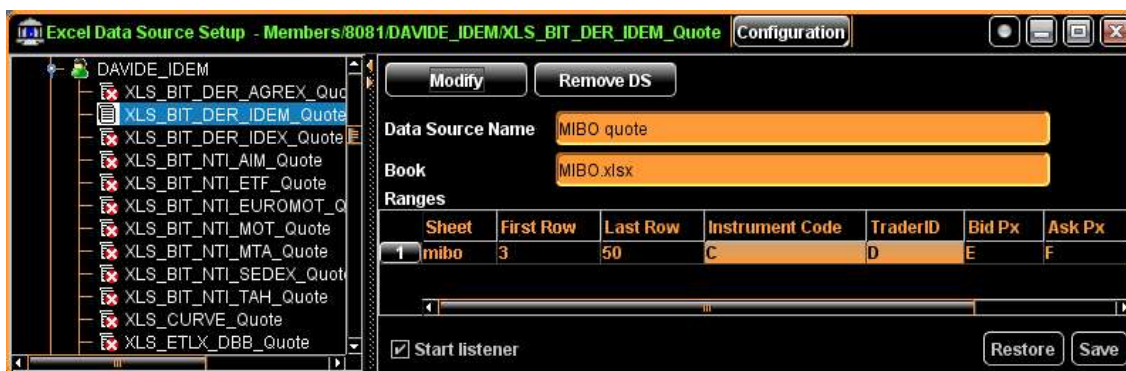 Excel Data Source Setup - Members/8081/DAVIDE_IDEM/XLS_BIT_DER_IDEM_Quote Configuration
DAVIDE_IDEM
XLS_BIT_DER_AGREX_Quo
XLS_BIT_DER_IDEM_Quote
XLS_BIT_DER_IDEX_Quote
XLS_BIT_NTI_AIM_Quote
XLS_BIT_NTI_ETF_Quote
XLS_BIT_NTI_EUROMOT_Q
XLS_BIT_NTI_MOT_Quote
XLS_BIT_NTI_MTA_Quote
XLS_BIT_NTI_SEDEX_Quot
XLS_BIT_NTI_TAH_Quote
XLS_CURVE_Quote
XLS_ETLX_DBB_Quote
Modify Remove DS
Data Source Name MIBO quote
Book MIBO.xlsx
Ranges
Sheet First Row Last Row Instrument Code TraderID Bid Px Ask Px
1 mibo 3 50 C D E F
Start listener Restore Save